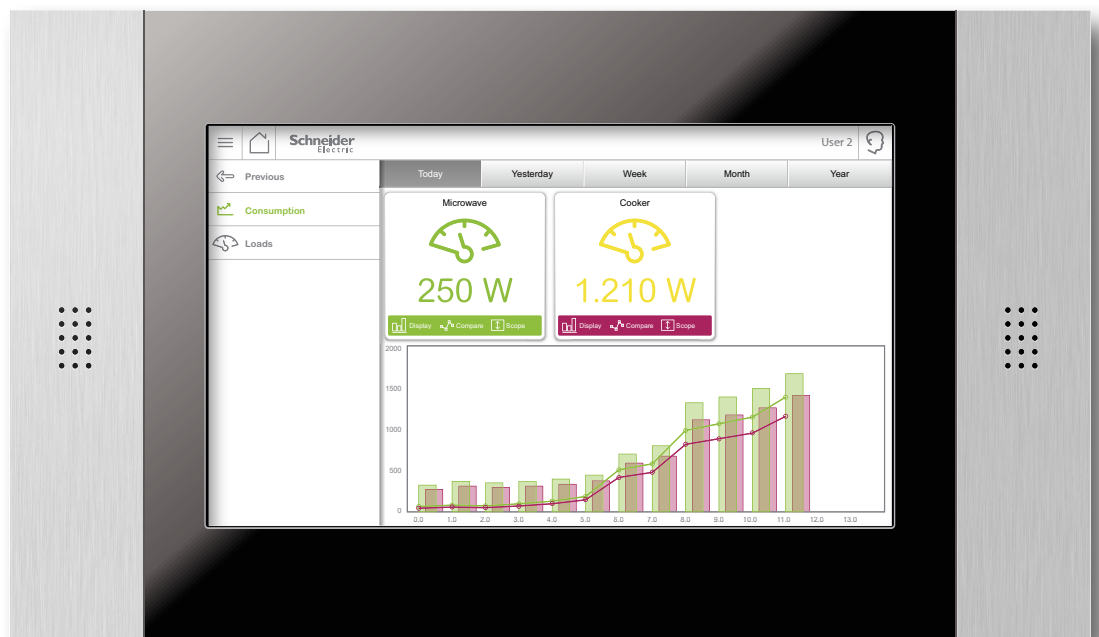 Schneider
Electric
User 2
Previous
Consumption
Loads
Today Yesterday Week Month Year
Microwave
250 W
Display Compare Scope
Cooker
1.210 W
Display Compare Scope
2000
1500
1000
500
0
0.0 1.0 2.0 3.0 4.0 5.0 6.0 7.0 8.0 9.0 10.0 11.0 12.0 13.0